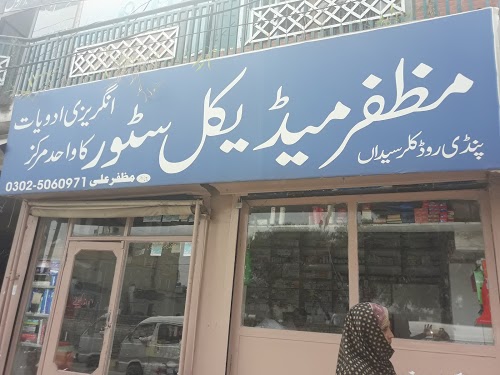 مظفر میڈیکل سٹور
انگریزی ادویات
کا واحد مرکز
پنڈی روڈ کلر سیداں
مظفر علی 0302-5060971